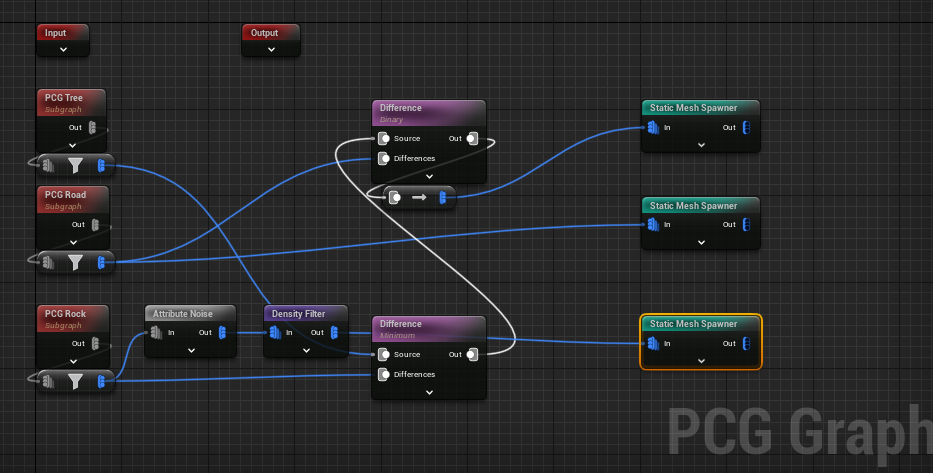 Input
Output
PCG Tree
Subgraph
Out
PCG Road
Subgraph
Out
PCG Rock
Subgraph
Out
Attribute Noise
In Out
Density Filter
In Out
Difference
Binary
Source Out
Differences
Difference
Minimum
Source Out
Differences
Static Mesh Spawner
In Out
Static Mesh Spawner
In Out
Static Mesh Spawner
In Out
PCG Graph